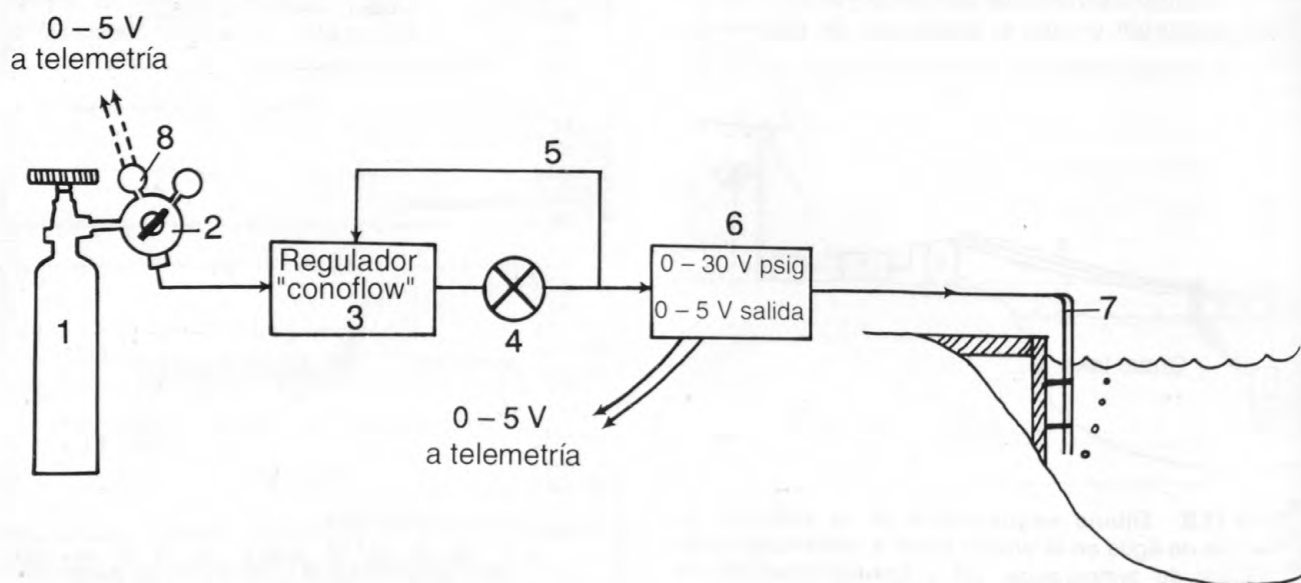 0 – 5 V
a telemetría
8
5
2
6
Regulador
"conoflow"
3
0 – 30 V psig
0 – 5 V salida
1
4
7
0 – 5 V
a telemetría